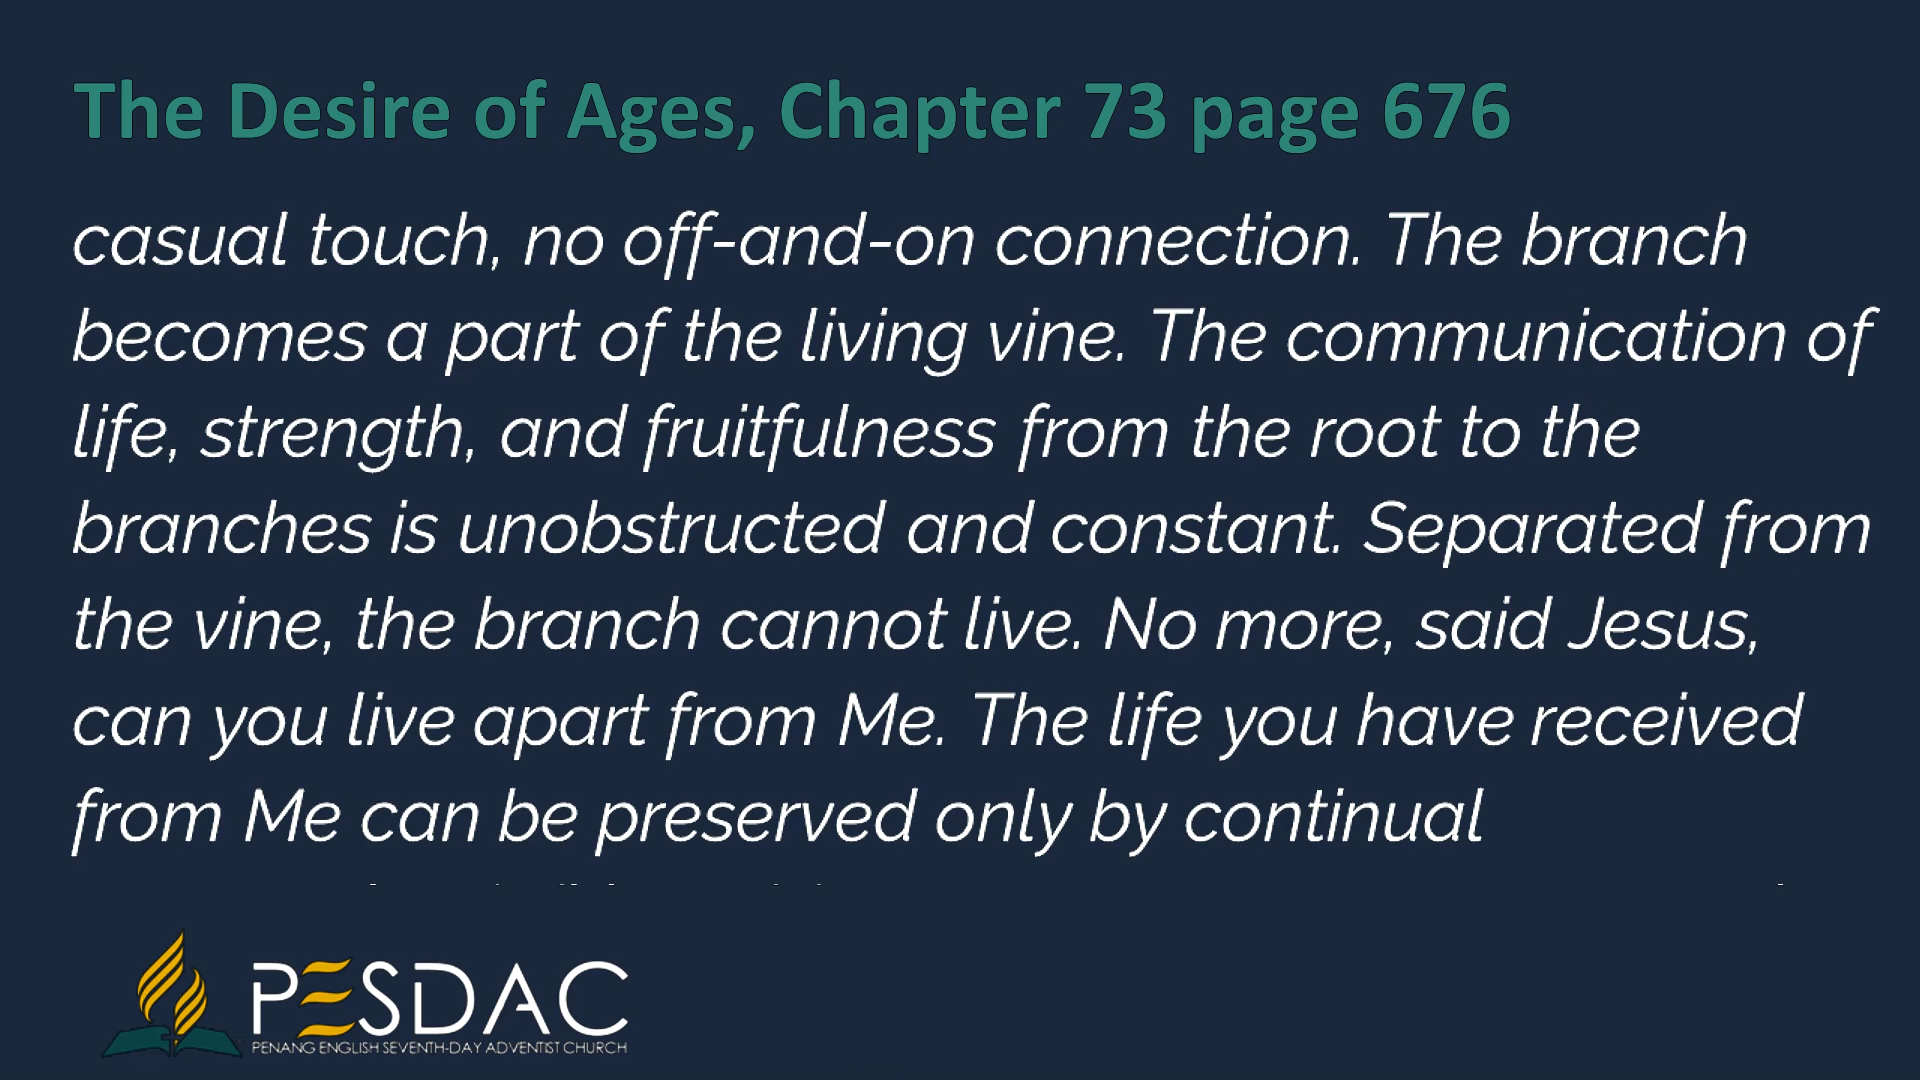 The Desire of Ages, Chapter 73 page 676
casual touch, no off-and-on connection. The branch
becomes a part of the living vine. The communication of
life, strength, and fruitfulness from the root to the
branches is unobstructed and constant. Separated from
the vine, the branch cannot live. No more, said Jesus,
can you live apart from Me. The life you have received
from Me can be preserved only by continual
PESDAC
PENANG ENGLISH SEVENTH-DAY ADVENTIST CHURCH